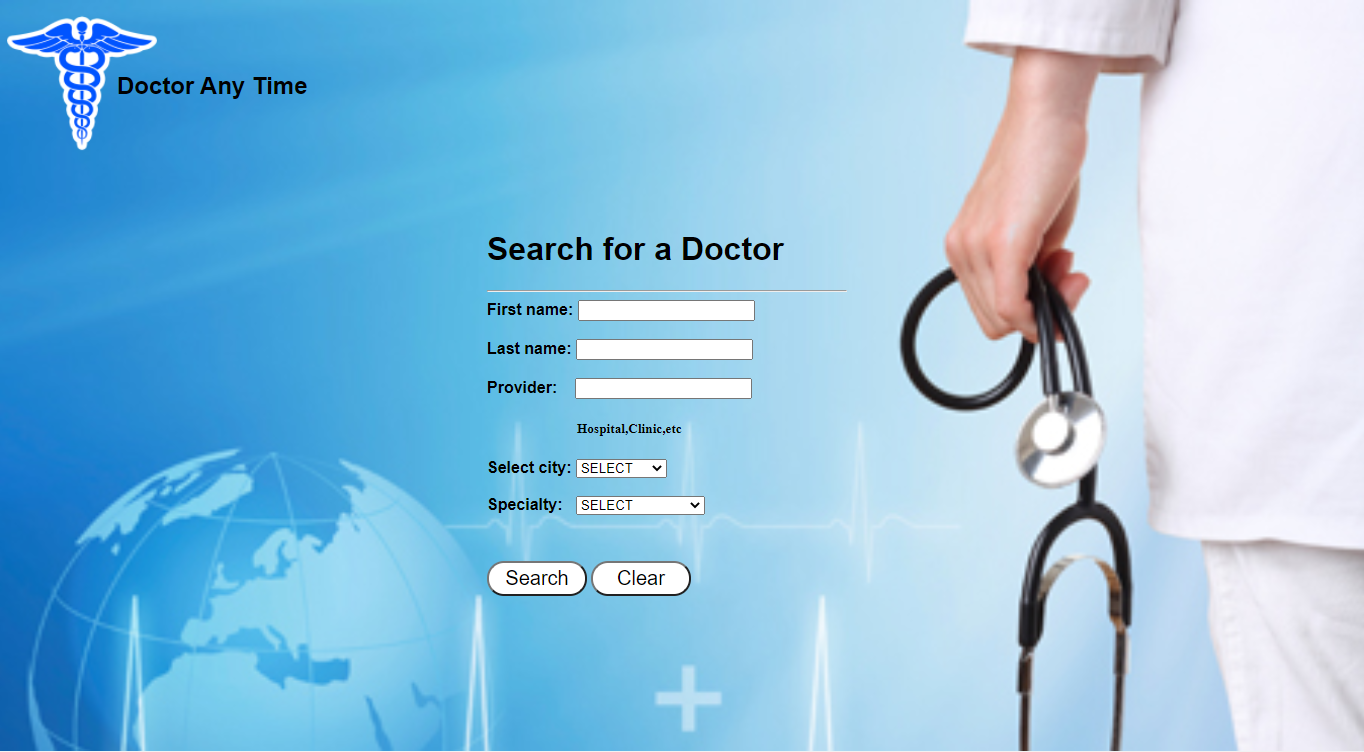 Doctor Any Time
Search for a Doctor
First name:
Last name:
Provider:
Hospital,Clinic,etc
Select city: SELECT
Specialty: SELECT
Search Clear